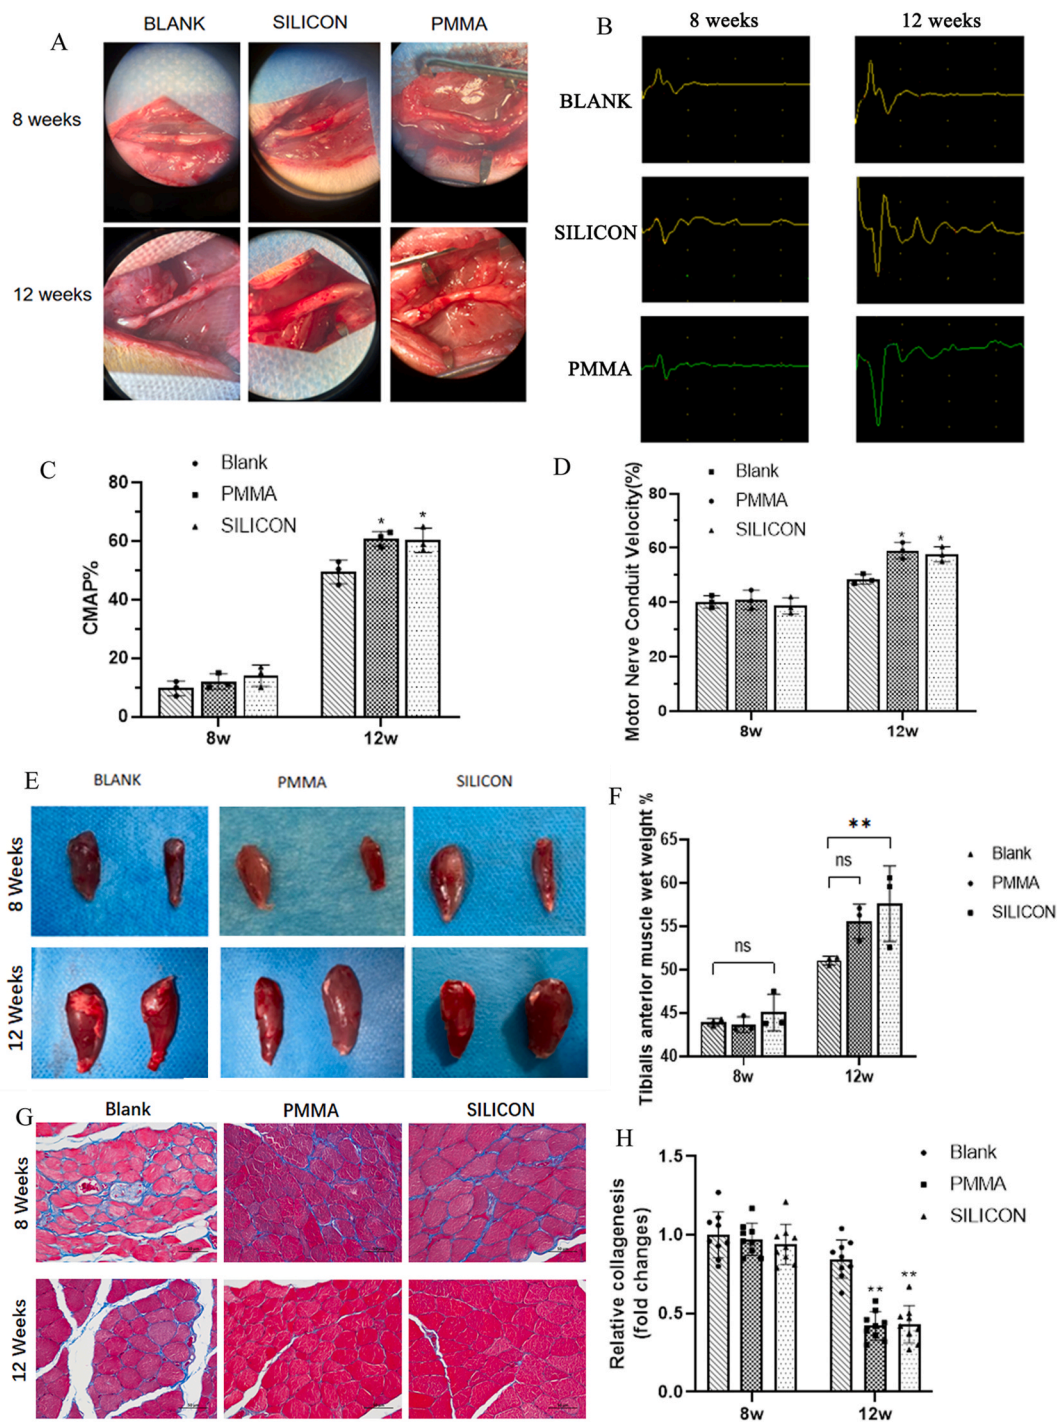 A
BLANK SILICON PMMA
8 weeks
12 weeks
B
8 weeks 12 weeks
BLANK
SILICON
PMMA
C
Blank
PMMA
SILICON
80
60
40
20
0
CMAP%
* *
8w 12w
D
Blank
PMMA
SILICON
80
60
40
20
0
Motor Nerve Conduit Velocity(%)
* *
8w 12w
E
BLANK PMMA SILICON
8 Weeks
12 Weeks
F
Tibialls anterior muscle wet weight %
65
60
55
50
45
40
ns
ns
**
Blank
PMMA
SILICON
8w 12w
G
Blank PMMA SILICON
8 Weeks
12 Weeks
H
Blank
PMMA
SILICON
Relative collagenesis
(fold changes)
1.5
1.0
0.5
0.0
** **
8w 12w